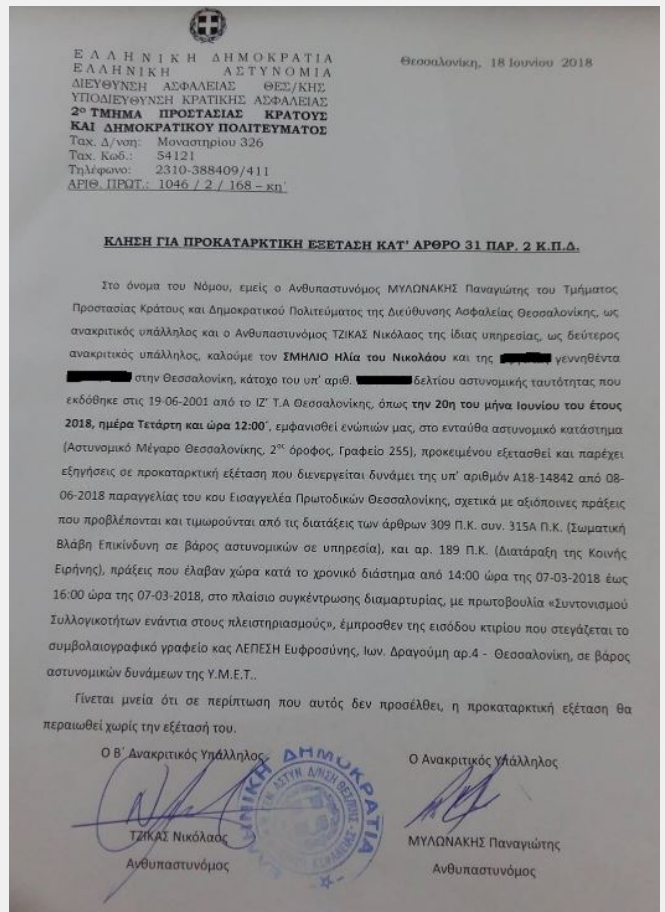 ΕΛΛΗΝΙΚΗ ΔΗΜΟΚΡΑΤΙΑ
ΕΛΛΗΝΙΚΗ ΑΣΤΥΝΟΜΙΑ
ΔΙΕΥΘΥΝΣΗ ΑΣΦΑΛΕΙΑΣ ΘΕΣ/ΚΗΣ
ΥΠΟΔΙΕΥΘΥΝΣΗ ΚΡΑΤΙΚΗΣ ΑΣΦΑΛΕΙΑΣ
2ο ΤΜΗΜΑ ΠΡΟΣΤΑΣΙΑΣ ΚΡΑΤΟΥΣ
ΚΑΙ ΔΗΜΟΚΡΑΤΙΚΟΥ ΠΟΛΙΤΕΥΜΑΤΟΣ
Ταχ. Δ/νση: Μοναστηρίου 326
Ταχ. Κωδ.: 54121
Τηλέφωνο: 2310-388409/411
ΑΡΙΘ. ΠΡΩΤ.: 1046 / 2 / 168 – κη΄
Θεσσαλονίκη, 18 Ιουνίου 2018
ΚΛΗΣΗ ΓΙΑ ΠΡΟΚΑΤΑΡΚΤΙΚΗ ΕΞΕΤΑΣΗ ΚΑΤ’ ΑΡΘΡΟ 31 ΠΑΡ. 2 Κ.Π.Δ.
Στο όνομα του Νόμου, εμείς ο Ανθυπαστυνόμος ΜΥΛΩΝΑΚΗΣ Παναγιώτης του Τμήματος
Προστασίας Κράτους και Δημοκρατικού Πολιτεύματος της Διεύθυνσης Ασφαλείας Θεσσαλονίκης, ως
ανακριτικός υπάλληλος και ο Ανθυπαστυνόμος ΤΖΙΚΑΣ Νικόλαος της ίδιας υπηρεσίας, ως δεύτερος
ανακριτικός υπάλληλος, καλούμε τον ΣΜΗΛΙΟ Ηλία του Νικολάου και της γεννηθέντα
στην Θεσσαλονίκη, κάτοχο του υπ’ αριθ. δελτίου αστυνομικής ταυτότητας που
εκδόθηκε στις 19-06-2001 από το ΙΖ’ Τ.Α Θεσσαλονίκης, όπως την 20η του μήνα Ιουνίου του έτους
2018, ημέρα Τετάρτη και ώρα 12:00΄, εμφανισθεί ενώπιών μας, στο ενταύθα αστυνομικό κατάστημα
(Αστυνομικό Μέγαρο Θεσσαλονίκης, 2ος όροφος, Γραφείο 255), προκειμένου εξετασθεί και παρέχει
εξηγήσεις σε προκαταρκτική εξέταση που διενεργείται δυνάμει της υπ’ αριθμόν Α18-14842 από 08-
06-2018 παραγγελίας του κου Εισαγγελέα Πρωτοδικών Θεσσαλονίκης, σχετικά με αξιόποινες πράξεις
που προβλέπονται και τιμωρούνται από τις διατάξεις των άρθρων 309 Π.Κ. συν. 315Α Π.Κ. (Σωματική
Βλάβη Επικίνδυνη σε βάρος αστυνομικών σε υπηρεσία), και αρ. 189 Π.Κ. (Διατάραξη της Κοινής
Ειρήνης), πράξεις που έλαβαν χώρα κατά το χρονικό διάστημα από 14:00 ώρα της 07-03-2018 έως
16:00 ώρα της 07-03-2018, στο πλαίσιο συγκέντρωσης διαμαρτυρίας, με πρωτοβουλία «Συντονισμού
Συλλογικοτήτων ενάντια στους πλειστηριασμούς», έμπροσθεν της εισόδου κτιρίου που στεγάζεται το
συμβολαιογραφικό γραφείο κας ΛΕΠΕΣΗ Ευφροσύνης, Ιων. Δραγούμη αρ.4 - Θεσσαλονίκη, σε βάρος
αστυνομικών δυνάμεων της Υ.Μ.Ε.Τ..
Γίνεται μνεία ότι σε περίπτωση που αυτός δεν προσέλθει, η προκαταρκτική εξέταση θα
περαιωθεί χωρίς την εξέτασή του.
Ο Β΄ Ανακριτικός Υπάλληλος
Ο Ανακριτικός Υπάλληλος
ΕΛΛΗΝΙΚΗ ΔΗΜΟΚΡΑΤΙΑ
ΤΖΙΚΑΣ Νικόλαος
Ανθυπαστυνόμος
ΜΥΛΩΝΑΚΗΣ Παναγιώτης
Ανθυπαστυνόμος